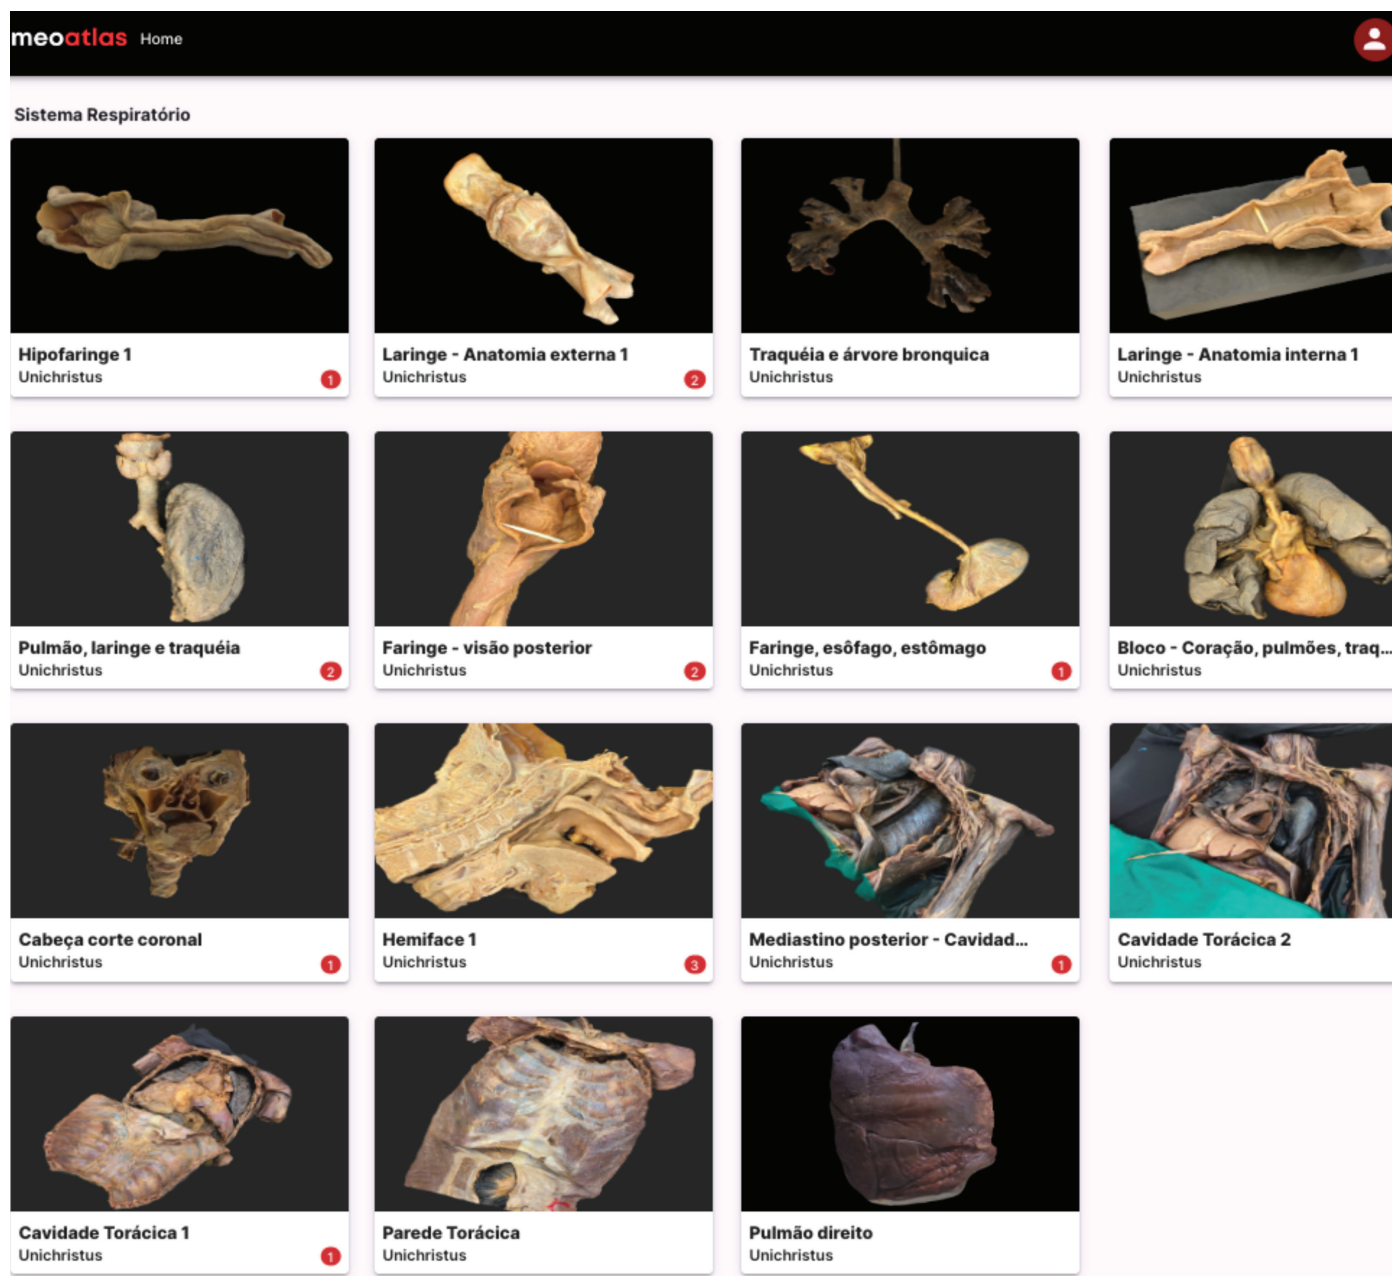 meoatlas Home
Sistema Respiratório
Hipofaringe 1
Unichristus
1
Laringe - Anatomia externa 1
Unichristus
2
Traquéia e árvore bronquica
Unichristus
Laringe - Anatomia interna 1
Unichristus
Pulmão, laringe e traquéia
Unichristus
2
Faringe - visão posterior
Unichristus
2
Faringe, esôfago, estômago
Unichristus
1
Bloco - Coração, pulmões, traq...
Unichristus
Cabeça corte coronal
Unichristus
1
Hemiface 1
Unichristus
3
Mediastino posterior - Cavidad...
Unichristus
1
Cavidade Torácica 2
Unichristus
Cavidade Torácica 1
Unichristus
1
Parede Torácica
Unichristus
Pulmão direito
Unichristus